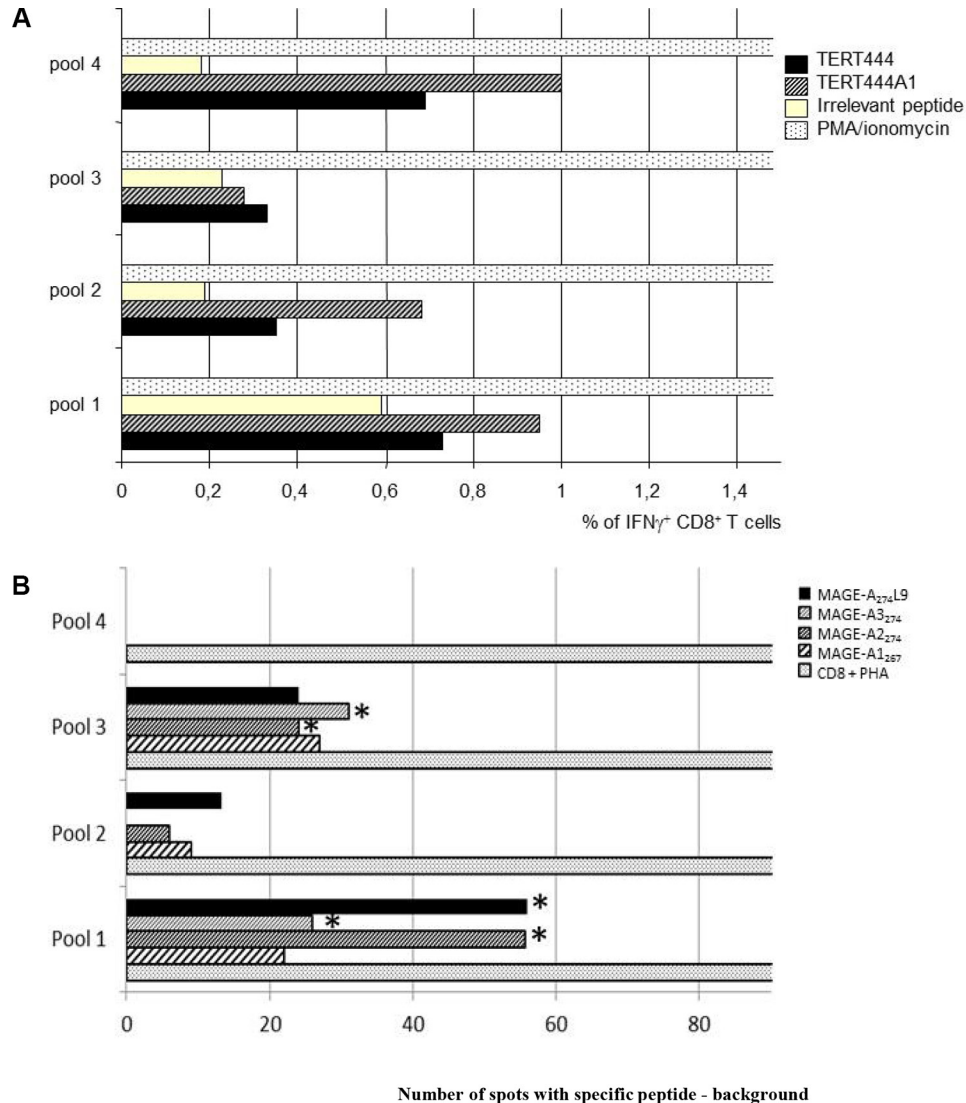 A
pool 4
pool 3
pool 2
pool 1
0 0,2 0,4 0,6 0,8 1 1,2 1,4
% of IFNγ+ CD8+ T cells
TERT444
TERT444A1
Irrelevant peptide
PMA/ionomycin
B
Pool 4
Pool 3
*
*
Pool 2
Pool 1
*
*
*
0 20 40 60 80
Number of spots with specific peptide - background
MAGE-A274L9
MAGE-A3274
MAGE-A2274
MAGE-A1267
CD8 + PHA